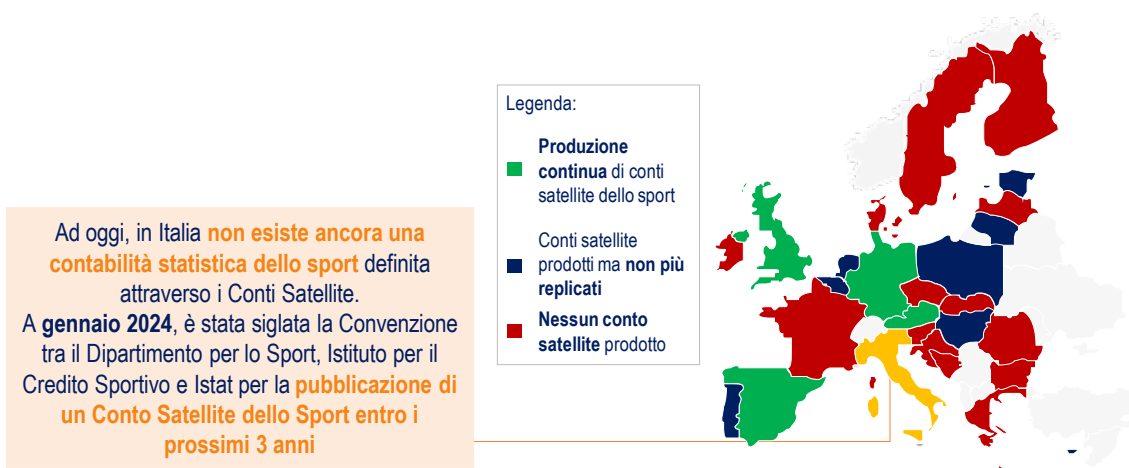 Legenda:
Produzione
continua di conti
satellite dello sport
Conti satellite
prodotti ma non più
replicati
Nessun conto
satellite prodotto
Ad oggi, in Italia non esiste ancora una
contabilità statistica dello sport definita
attraverso i Conti Satellite.
A gennaio 2024, è stata siglata la Convenzione
tra il Dipartimento per lo Sport, Istituto per il
Credito Sportivo e Istat per la pubblicazione di
un Conto Satellite dello Sport entro i
prossimi 3 anni